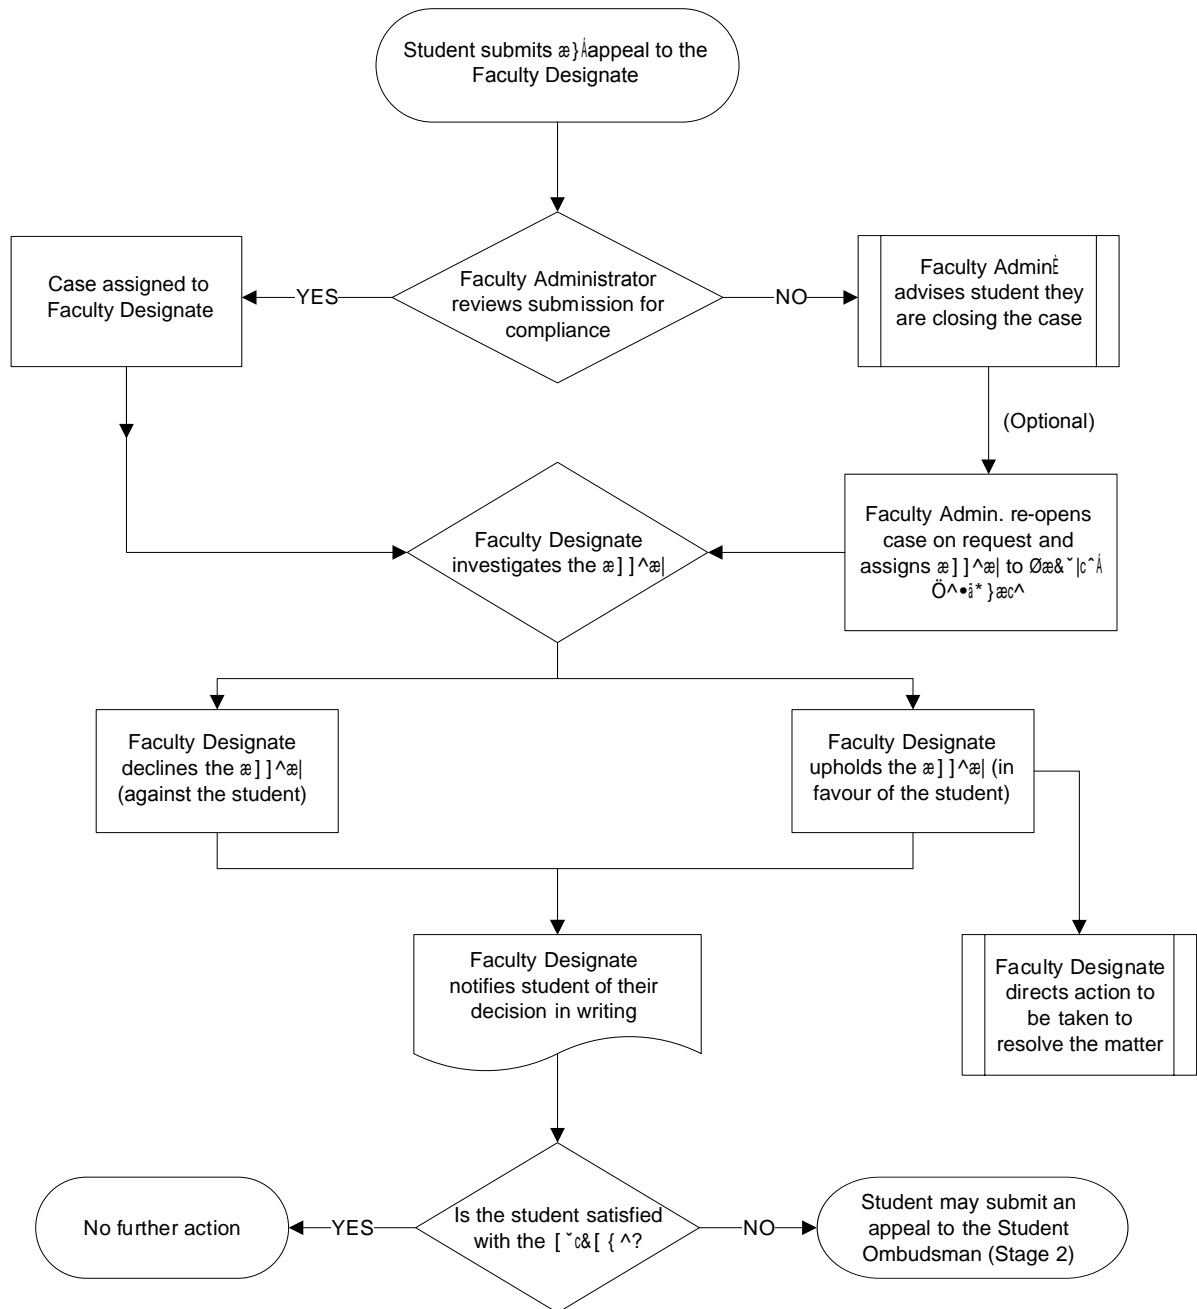 Student submits æ}Áappeal to the
Faculty Designate
Case assigned to
Faculty Designate
YES
Faculty Administrator
reviews submission for
compliance
NO
Faculty AdminÈ
advises student they
are closing the case
(Optional)
Faculty Designate
investigates the æ]]^æ|
Faculty Admin. re-opens
case on request and
assigns æ]]^æ| to Øæ&ˇ|c^Á
Ö^•ã*}æc^
Faculty Designate
declines the æ]]^æ|
(against the student)
Faculty Designate
upholds the æ]]^æ| (in
favour of the student)
Faculty Designate
notifies student of their
decision in writing
Faculty Designate
directs action to
be taken to
resolve the matter
No further action
YES
Is the student satisfied
with the [ˇc&[{^?
NO
Student may submit an
appeal to the Student
Ombudsman (Stage 2)